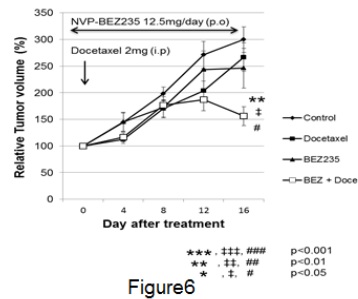 NVP-BEZ235 12.5mg/day (p.o)
Docetaxel 2mg (i.p)
Relative Tumor volume (%)
350
300
250
200
150
100
50
0
0 4 8 12 16
Day after treatment
**
‡
#
Control
Docetaxel
BEZ235
BEZ + Doce
*** , ‡‡‡, ### p<0.001
** , ‡‡, ## p<0.01
* , ‡, # p<0.05
Figure6